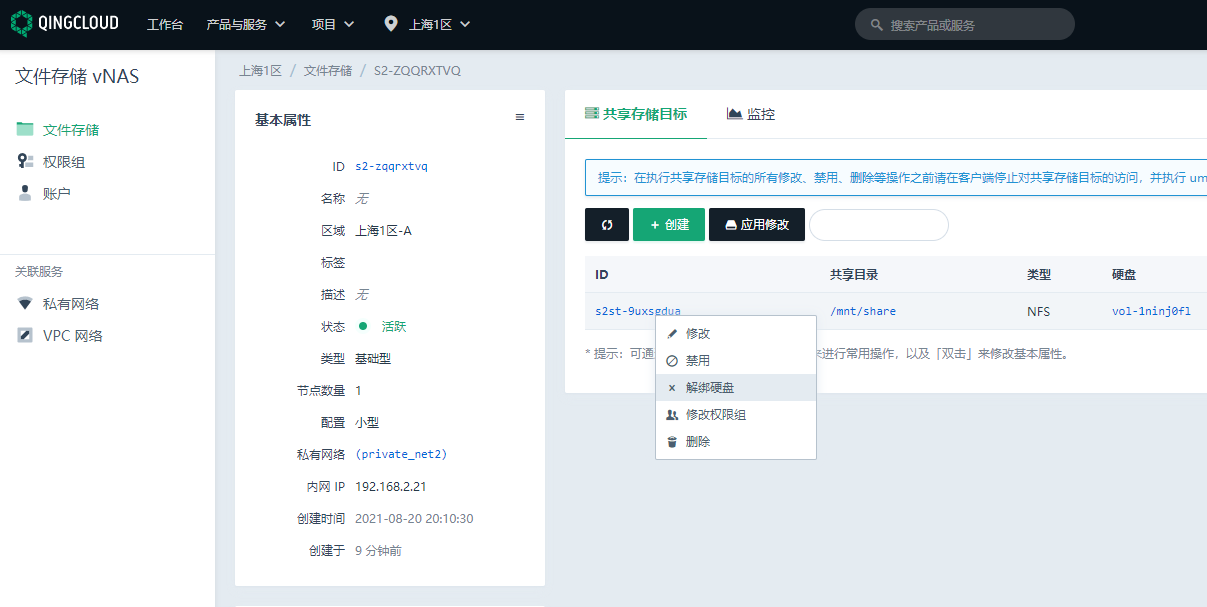 QINGCLOUD 工作台 产品与服务 项目 上海1区 搜索产品或服务
文件存储 vNAS
文件存储
权限组
账户
关联服务
私有网络
VPC 网络
上海1区 / 文件存储 / S2-ZQQRXTVQ
基本属性
ID s2-zqqrxtvq
名称 无
区域 上海1区-A
标签
描述 无
状态 活跃
类型 基础型
节点数量 1
配置 小型
私有网络 (private_net2)
内网 IP 192.168.2.21
创建时间 2021-08-20 20:10:30
创建于 9 分钟前
共享存储目标 监控
提示：在执行共享存储目标的所有修改、禁用、删除等操作之前请在客户端停止对共享存储目标的访问，并执行 um
+ 创建 应用修改
ID 共享目录 类型 硬盘
s2st-9uxsgdua /mnt/share NFS vol-1ninj0fl
* 提示：可通 来进行常用操作，以及「双击」来修改基本属性。
修改
禁用
× 解绑硬盘
修改权限组
删除